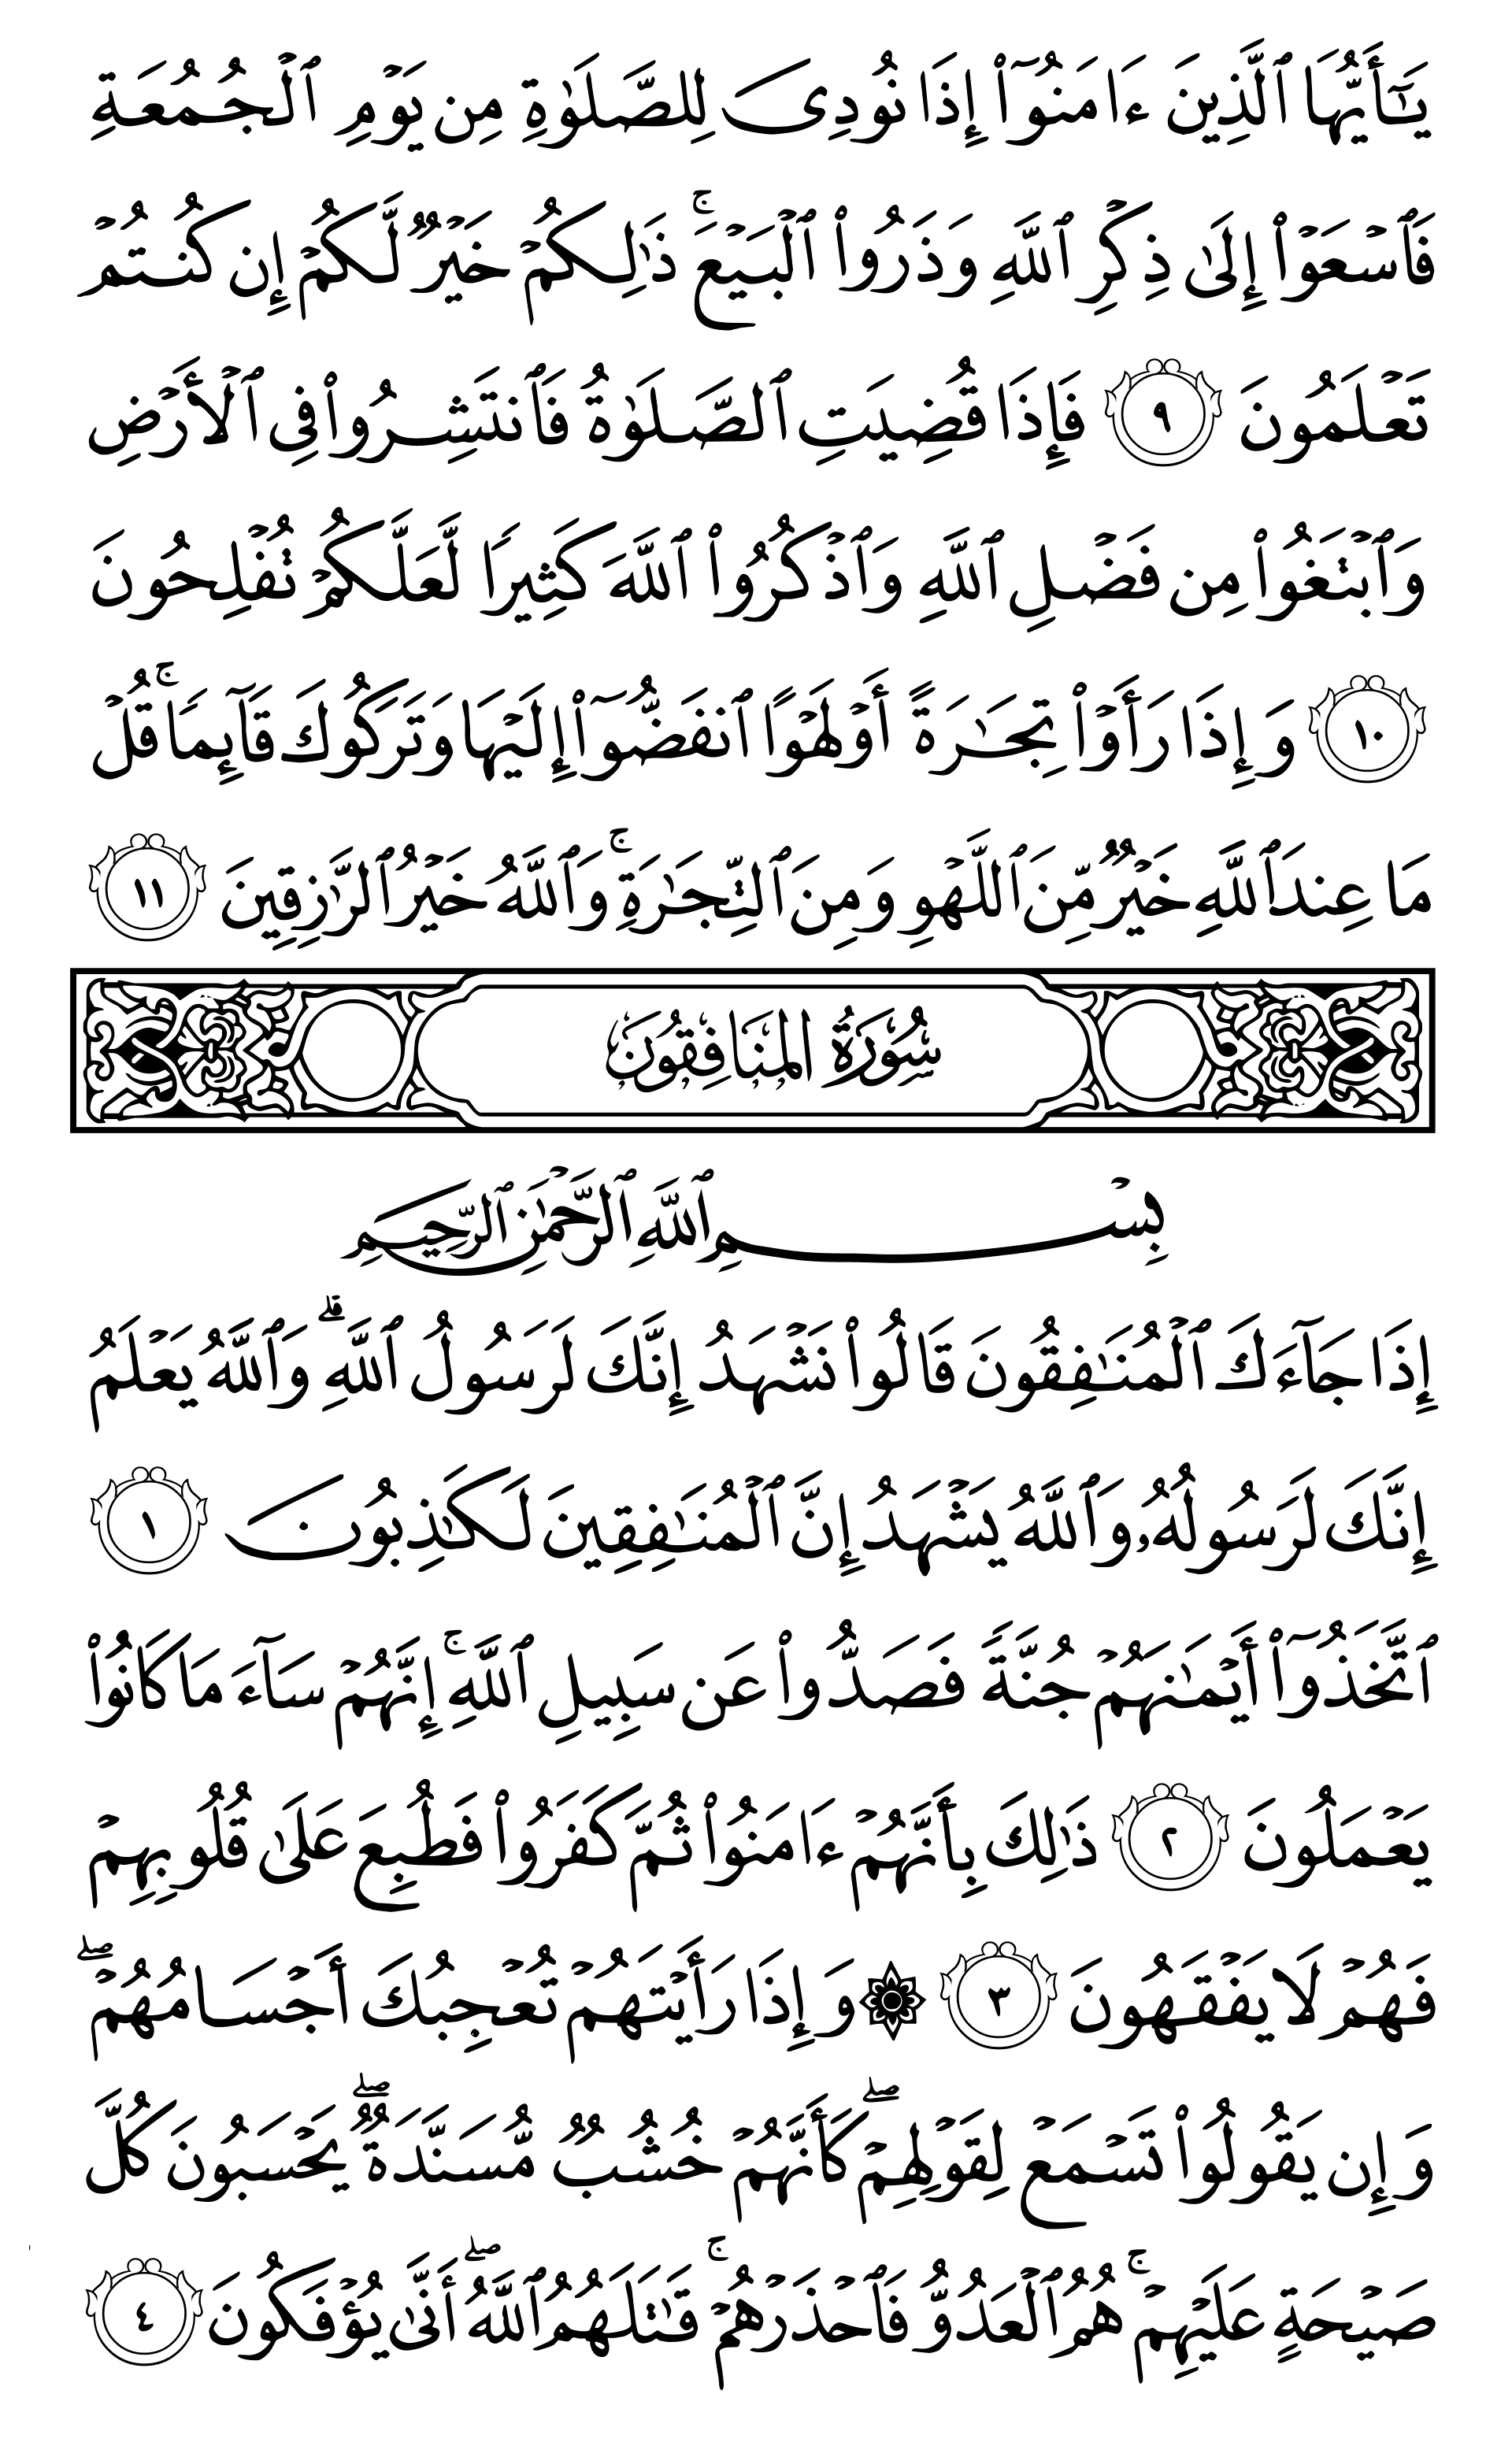 يَـٰٓأَيُّهَا ٱلَّذِينَ ءَامَنُوٓا۟ إِذَا نُودِىَ لِلصَّلَوٰةِ مِن يَوْمِ ٱلْجُمُعَةِ
فَٱسْعَوْا۟ إِلَىٰ ذِكْرِ ٱللَّهِ وَذَرُوا۟ ٱلْبَيْعَ ۚ ذَٰلِكُمْ خَيْرٌ لَّكُمْ إِن كُنتُمْ
تَعْلَمُونَ ٩ فَإِذَا قُضِيَتِ ٱلصَّلَوٰةُ فَٱنتَشِرُوا۟ فِى ٱلْأَرْضِ
وَٱبْتَغُوا۟ مِن فَضْلِ ٱللَّهِ وَٱذْكُرُوا۟ ٱللَّهَ كَثِيرًا لَّعَلَّكُمْ تُفْلِحُونَ
١٠ وَإِذَا رَأَوْا۟ تِجَـٰرَةً أَوْ لَهْوًا ٱنفَضُّوٓا۟ إِلَيْهَا وَتَرَكُوكَ قَآئِمًا ۚ قُلْ
مَا عِندَ ٱللَّهِ خَيْرٌ مِّنَ ٱللَّهْوِ وَمِنَ ٱلتِّجَـٰرَةِ ۚ وَٱللَّهُ خَيْرُ ٱلرَّٰزِقِينَ ١١
سُورَةُ المُنَافِقُونَ
بِسْمِ ٱللَّهِ ٱلرَّحْمَـٰنِ ٱلرَّحِيمِ
إِذَا جَآءَكَ ٱلْمُنَـٰفِقُونَ قَالُوا۟ نَشْهَدُ إِنَّكَ لَرَسُولُ ٱللَّهِ ۗ وَٱللَّهُ يَعْلَمُ
إِنَّكَ لَرَسُولُهُۥ وَٱللَّهُ يَشْهَدُ إِنَّ ٱلْمُنَـٰفِقِينَ لَكَـٰذِبُونَ ١
ٱتَّخَذُوٓا۟ أَيْمَـٰنَهُمْ جُنَّةً فَصَدُّوا۟ عَن سَبِيلِ ٱللَّهِ ۚ إِنَّهُمْ سَآءَ مَا كَانُوا۟
يَعْمَلُونَ ٢ ذَٰلِكَ بِأَنَّهُمْ ءَامَنُوا۟ ثُمَّ كَفَرُوا۟ فَطُبِعَ عَلَىٰ قُلُوبِهِمْ
فَهُمْ لَا يَفْقَهُونَ ٣ ۞ وَإِذَا رَأَيْتَهُمْ تُعْجِبُكَ أَجْسَامُهُمْ ۖ
وَإِن يَقُولُوا۟ تَسْمَعْ لِقَوْلِهِمْ ۖ كَأَنَّهُمْ خُشُبٌ مُّسَنَّدَةٌ ۖ يَحْسَبُونَ كُلَّ
صَيْحَةٍ عَلَيْهِمْ ۚ هُمُ ٱلْعَدُوُّ فَٱحْذَرْهُمْ ۚ قَـٰتَلَهُمُ ٱللَّهُ ۖ أَنَّىٰ يُؤْفَكُونَ ٤